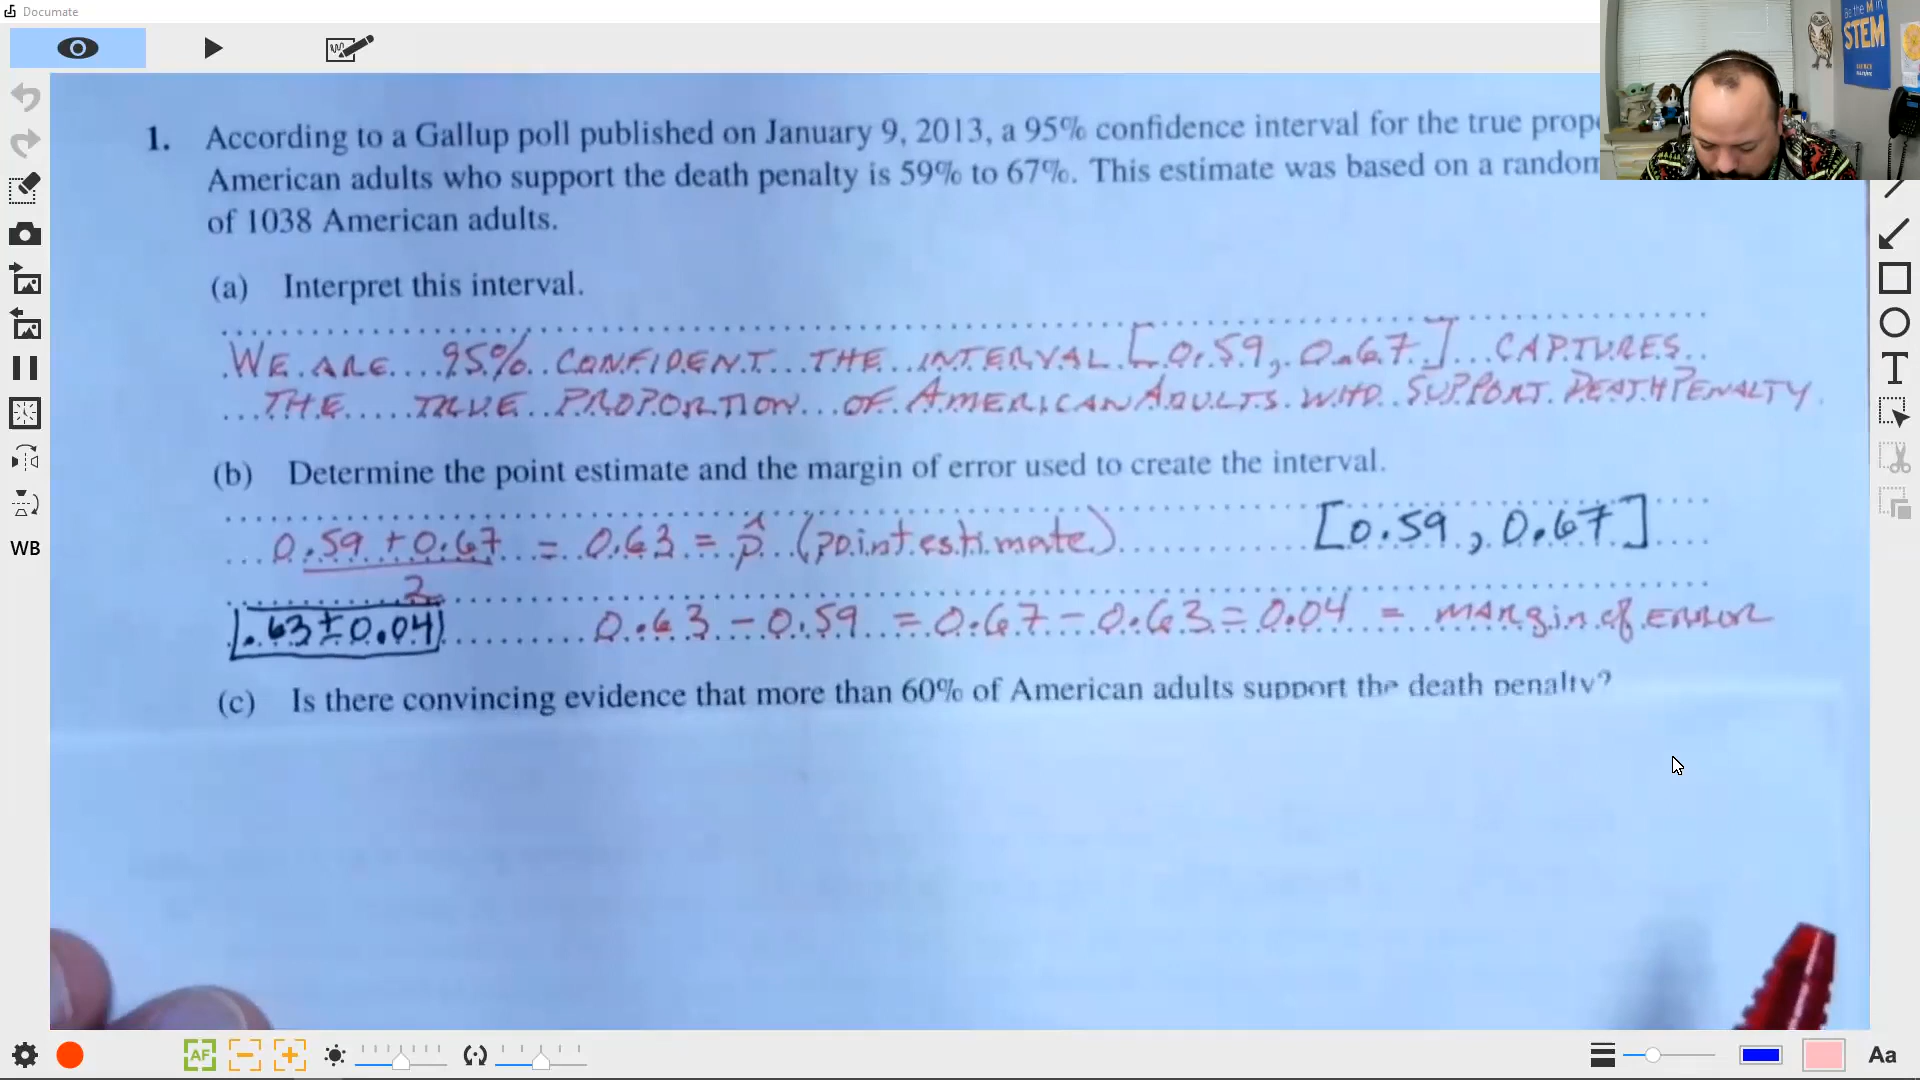 Documate
Be the M in
STEM
1. According to a Gallup poll published on January 9, 2013, a 95% confidence interval for the true prop
American adults who support the death penalty is 59% to 67%. This estimate was based on a random
of 1038 American adults.
(a) Interpret this interval.
WE ARE 95% CONFIDENT THE INTERVAL [0.59, 0.67] CAPTURES
THE TRUE PROPORTION OF AMERICAN ADULTS WHO SUPPORT DEATH PENALTY
(b) Determine the point estimate and the margin of error used to create the interval.
0.59 + 0.67 = 0.63 = p̂ (point estimate) [0.59, 0.67]
2
.63 ± 0.04 0.63 - 0.59 = 0.67 - 0.63 = 0.04 = MARgin of ERROR
(c) Is there convincing evidence that more than 60% of American adults support the death penalty?
T
WB
AF
Aa